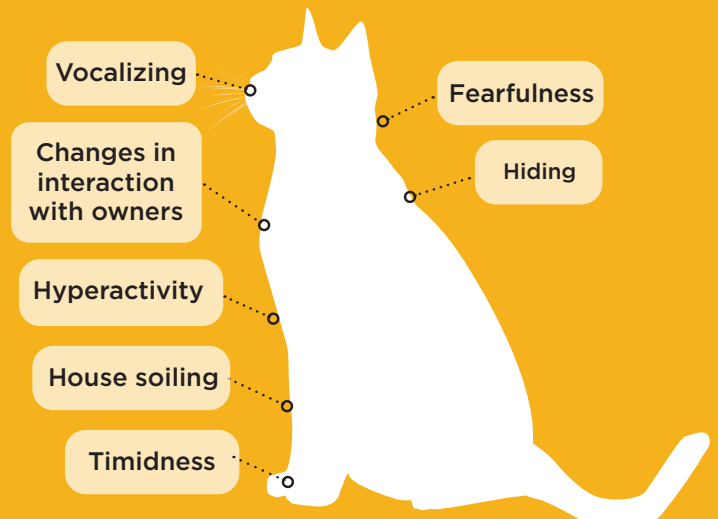 Vocalizing
Changes in
interaction
with owners
Hyperactivity
House soiling
Timidness
Fearfulness
Hiding